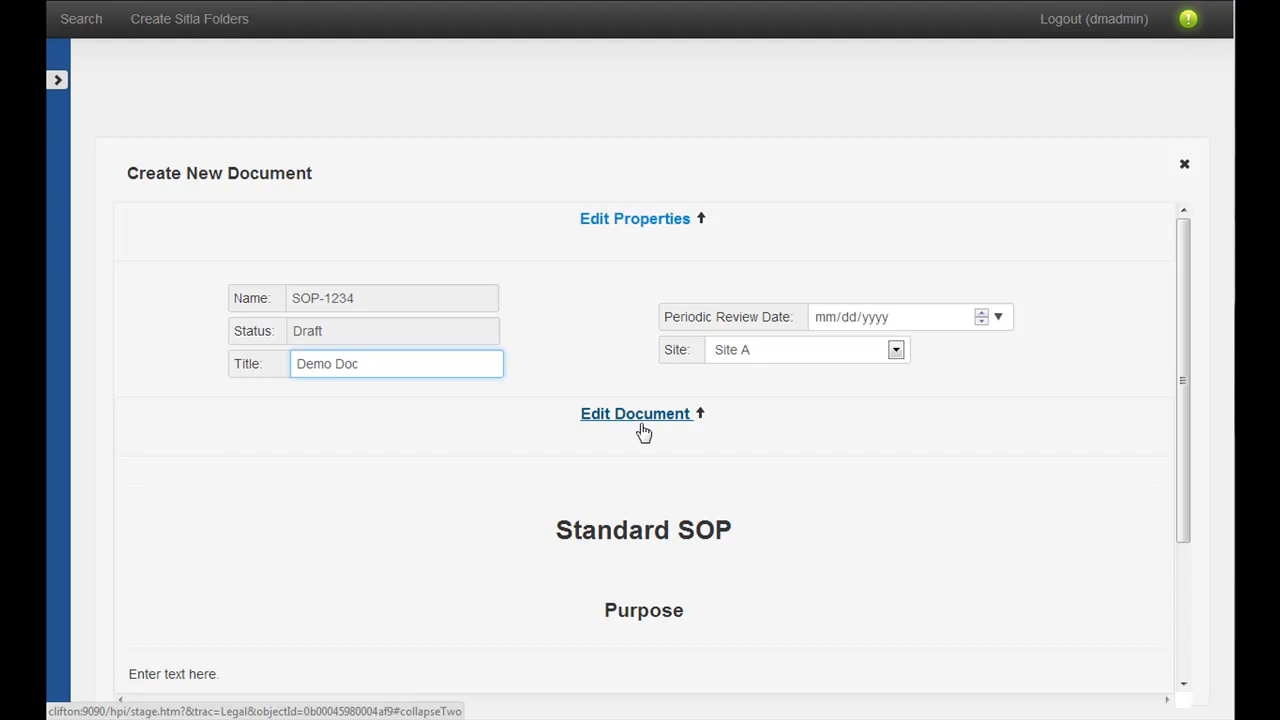 Search Create Sitla Folders Logout (dmadmin)
Create New Document
Edit Properties
Name: SOP-1234
Status: Draft
Title: Demo Doc
Periodic Review Date: mm/dd/yyyy
Site: Site A
Edit Document
Standard SOP
Purpose
Enter text here.
clifton:9090/hpi/stage.htm?&trac=Legal&objectId=0b00045980004af9#collapseTwo